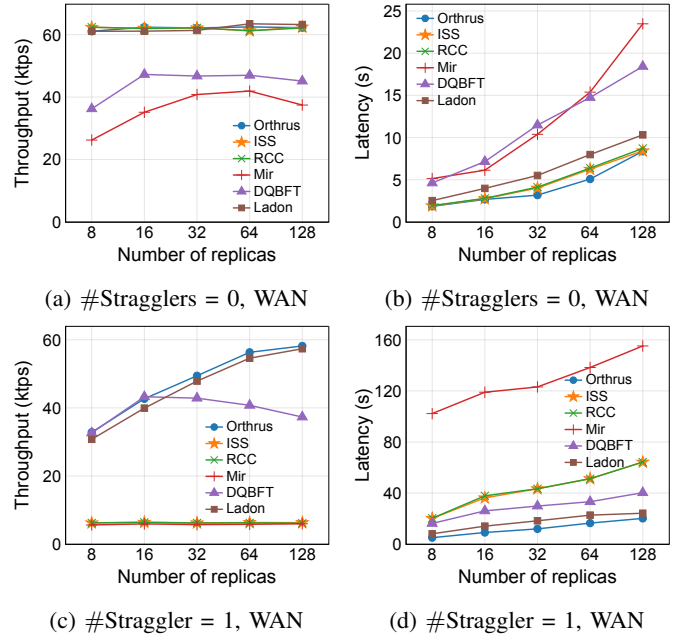 Throughput (ktps)
60
40
20
0
8 16 32 64 128
Number of replicas
Orthrus
ISS
RCC
Mir
DQBFT
Ladon
(a) #Stragglers = 0, WAN
Latency (s)
25
20
15
10
5
0
8 16 32 64 128
Number of replicas
Orthrus
ISS
RCC
Mir
DQBFT
Ladon
(b) #Stragglers = 0, WAN
Throughput (ktps)
60
40
20
0
8 16 32 64 128
Number of replicas
Orthrus
ISS
RCC
Mir
DQBFT
Ladon
(c) #Straggler = 1, WAN
Latency (s)
160
120
80
40
0
8 16 32 64 128
Number of replicas
Orthrus
ISS
RCC
Mir
DQBFT
Ladon
(d) #Straggler = 1, WAN